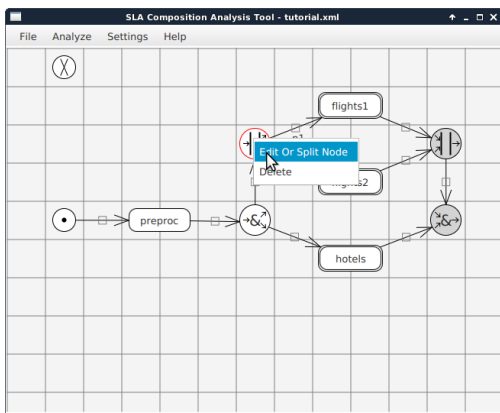 SLA Composition Analysis Tool - tutorial.xml
File Analyze Settings Help
flights1
Edit Or Split Node
Delete
preproc
&
&
hotels